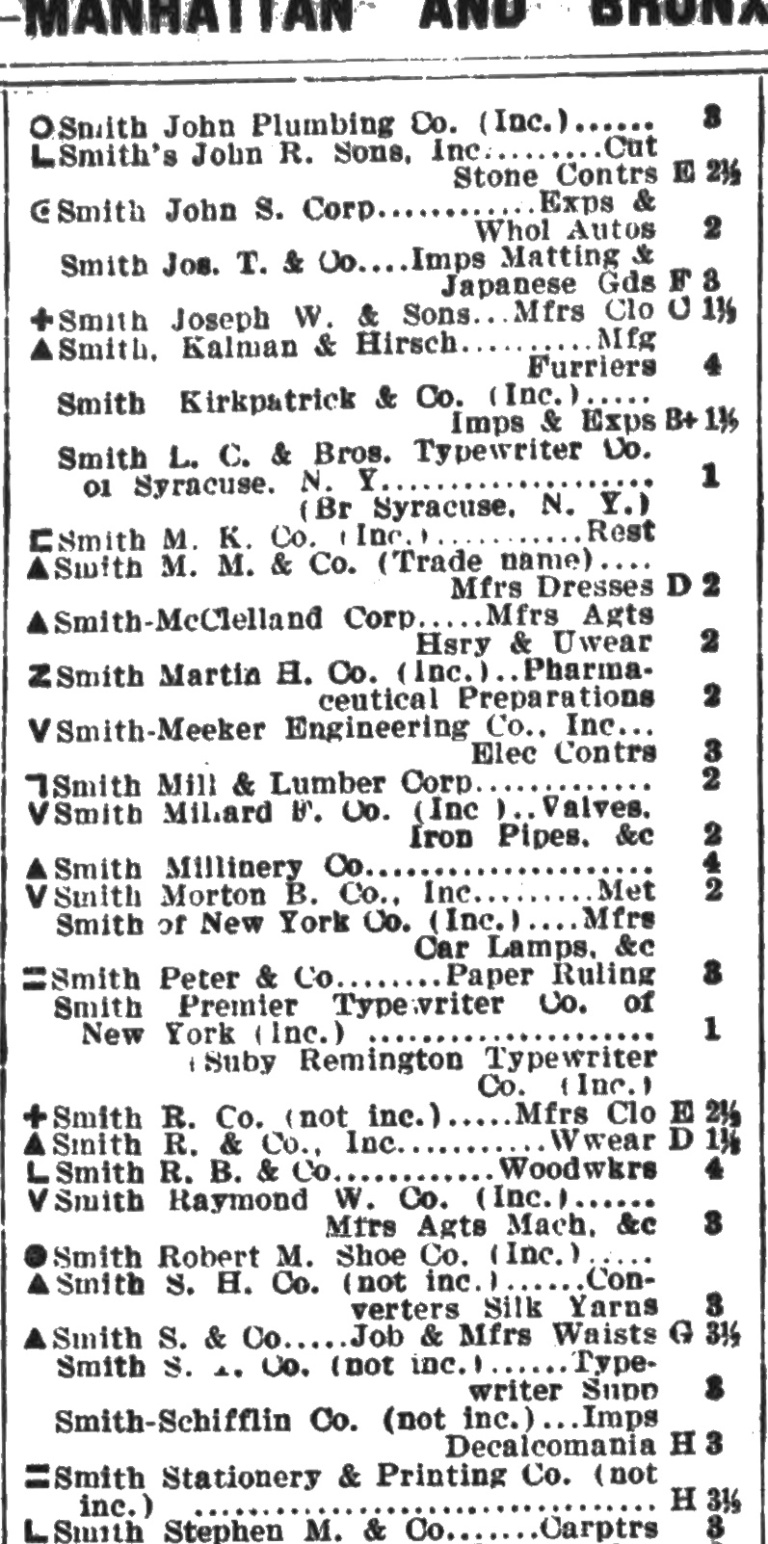 MANHATTAN AND BRONX
Smith John Plumbing Co. (Inc.)...... 3
Smith's John R. Sons, Inc.........Cut
Stone Contrs E 2½
Smith John S. Corp............Exps &
Whol Autos 2
Smith Jos. T. & Co....Imps Matting &
Japanese Gds F 3
Smith Joseph W. & Sons...Mfrs Clo C 1½
Smith, Kalman & Hirsch..........Mfg
Furriers 4
Smith Kirkpatrick & Co. (Inc.).....
Imps & Exps B+ 1½
Smith L. C. & Bros. Typewriter Co.
of Syracuse, N. Y.................... 1
(Br Syracuse, N. Y.)
Smith M. K. Co. (Inc.)...........Rest
Smith M. M. & Co. (Trade name)....
Mfrs Dresses D 2
Smith-McClelland Corp.....Mfrs Agts
Hsry & Uwear 2
Smith Martin H. Co. (Inc.)..Pharma-
ceutical Preparations 2
Smith-Meeker Engineering Co., Inc...
Elec Contrs 3
Smith Mill & Lumber Corp............. 2
Smith Millard F. Co. (Inc.)..Valves,
Iron Pipes, &c 2
Smith Millinery Co..................... 4
Smith Morton B. Co., Inc.........Met 2
Smith of New York Co. (Inc.)....Mfrs
Car Lamps, &c
Smith Peter & Co........Paper Ruling 3
Smith Premier Typewriter Co. of
New York (Inc.) ..................... 1
(Suby Remington Typewriter
Co. (Inc.)
Smith R. Co. (not inc.).....Mfrs Clo E 2½
Smith R. & Co., Inc...........Wwear D 1½
Smith R. B. & Co............Woodwkrs 4
Smith Raymond W. Co. (Inc.)......
Mfrs Agts Mach, &c 3
Smith Robert M. Shoe Co. (Inc.).....
Smith S. H. Co. (not inc.)......Con-
verters Silk Yarns 3
Smith S. & Co.....Job & Mfrs Waists G 3½
Smith S. Co. (not inc.)......Type-
writer Supp 3
Smith-Schifflin Co. (not inc.)...Imps
Decalcomania H 3
Smith Stationery & Printing Co. (not
inc.) .................................. H 3½
Smith Stephen M. & Co.......Carptrs 3